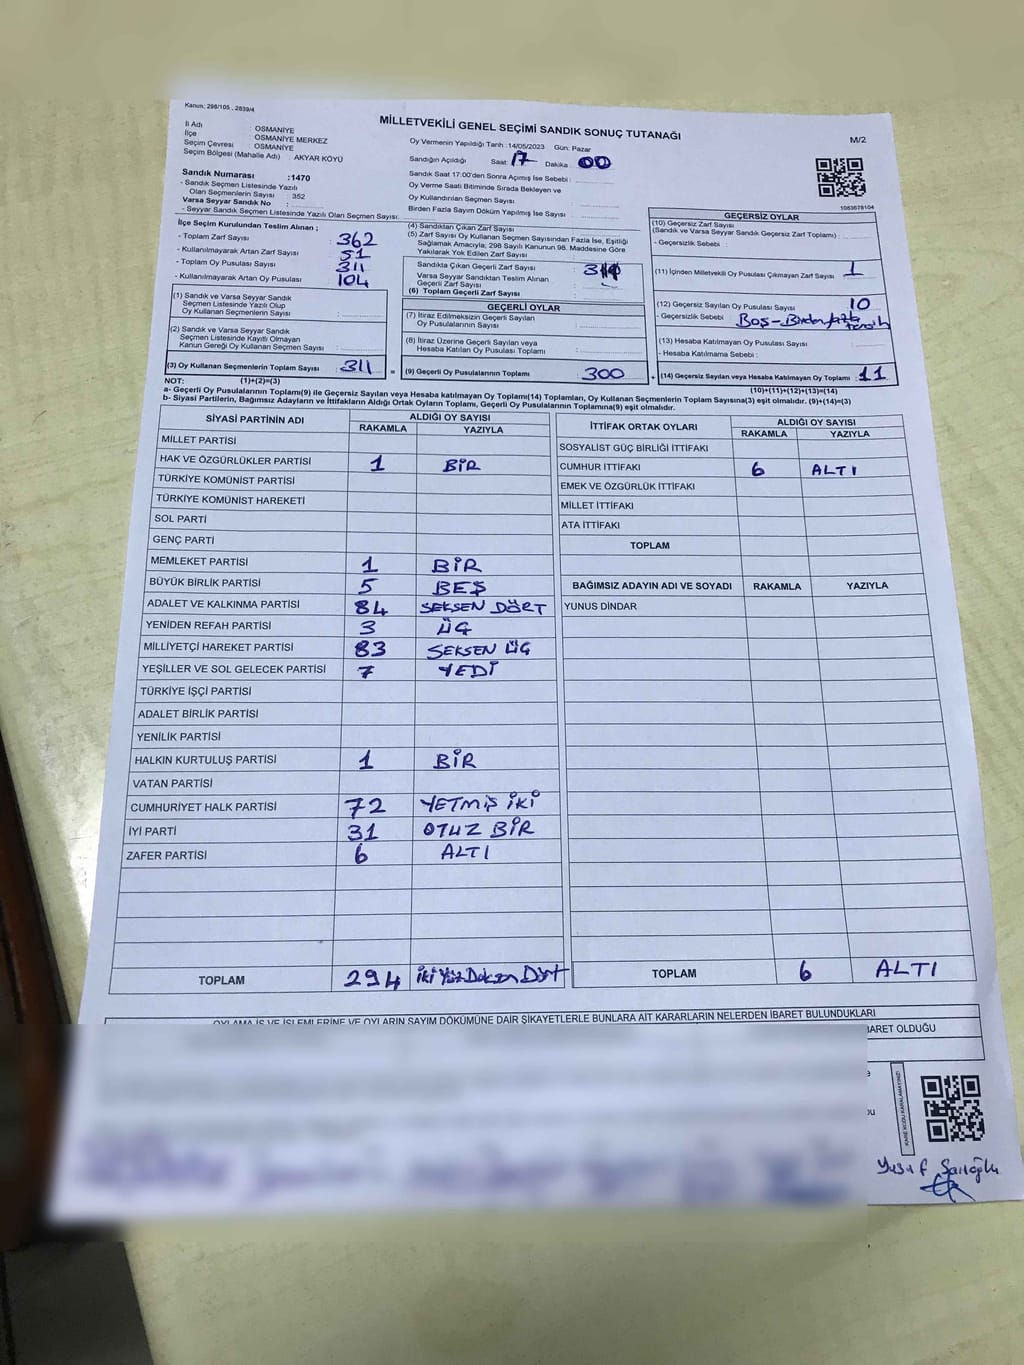 Kanun: 298/105 , 2839/4
MİLLETVEKİLİ GENEL SEÇİMİ SANDIK SONUÇ TUTANAĞI
M/2
İli Adı : OSMANİYE
İlçe : OSMANİYE MERKEZ
Seçim Çevresi : OSMANİYE
Seçim Bölgesi (Mahalle Adı) : AKYAR KÖYÜ
Oy Vermenin Yapıldığı Tarih :14/05/2023 Gün: Pazar
Sandığın Açıldığı Saat: 17 Dakika : 00
Sandık Saat 17:00'den Sonra Açımış İse Sebebi :
Oy Verme Saati Bitiminde Sırada Bekleyen ve
Oy Kullandırılan Seçmen Sayısı :
Birden Fazla Sayım Döküm Yapılmış İse Sayısı :
1083678104
Sandık Numarası :1470
- Sandık Seçmen Listesinde Yazılı
Olan Seçmenlerin Sayısı : 352
Varsa Seyyar Sandık No :
- Seyyar Sandık Seçmen Listesinde Yazılı Olan Seçmen Sayısı:
İlçe Seçim Kurulundan Teslim Alınan ;
- Toplam Zarf Sayısı : 362
- Kullanılmayarak Artan Zarf Sayısı : 51
- Toplam Oy Pusulası Sayısı : 311
- Kullanılmayarak Artan Oy Pusulası : 104
(1) Sandık ve Varsa Seyyar Sandık
Seçmen Listesinde Yazılı Olup
Oy Kullanan Seçmenlerin Sayısı :
(2) Sandık ve Varsa Seyyar Sandık
Seçmen Listesinde Kayıtlı Olmayan
Kanun Gereği Oy Kullanan Seçmen Sayısı :
(3) Oy Kullanan Seçmenlerin Toplam Sayısı : 311 =
(4) Sandıktan Çıkan Zarf Sayısı :
(5) Zarf Sayısı Oy Kullanan Seçmen Sayısından Fazla İse, Eşitliği
Sağlamak Amacıyla; 298 Sayılı Kanunun 98. Maddesine Göre
Yakılarak Yok Edilen Zarf Sayısı :
Sandıkta Çıkan Geçerli Zarf Sayısı :
Varsa Seyyar Sandıktan Teslim Alınan
Geçerli Zarf Sayısı :
(6) Toplam Geçerli Zarf Sayısı :
GEÇERLİ OYLAR
(7) İtiraz Edilmeksizin Geçerli Sayılan
Oy Pusulalarının Sayısı :
(8) İtiraz Üzerine Geçerli Sayılan veya
Hesaba Katılan Oy Pusulası Toplamı :
(9) Geçerli Oy Pusulalarının Toplamı : 300 +
GEÇERSİZ OYLAR
(10) Geçersiz Zarf Sayısı
(Sandık ve Varsa Seyyar Sandık Geçersiz Zarf Toplamı) :
- Geçersizlik Sebebi :
(11) İçinden Milletvekili Oy Pusulası Çıkmayan Zarf Sayısı : 1
(12) Geçersiz Sayılan Oy Pusulası Sayısı : 10
- Geçersizlik Sebebi : Boş-Birden fazla
tercih
(13) Hesaba Katılmayan Oy Pusulası Sayısı :
- Hesaba Katılmama Sebebi :
(14) Geçersiz Sayılan veya Hesaba Katılmayan Oy Toplamı : 11
NOT: (1)+(2)=(3) (10)+(11)+(12)+(13)=(14)
a- Geçerli Oy Pusulalarının Toplamı(9) ile Geçersiz Sayılan veya Hesaba katılmayan Oy Toplamı(14) Toplamları, Oy Kullanan Seçmenlerin Toplam Sayısına(3) eşit olmalıdır. (9)+(14)=(3)
b- Siyasi Partilerin, Bağımsız Adayların ve İttifakların Aldığı Ortak Oyların Toplamı, Geçerli Oy Pusulalarının Toplamına(9) eşit olmalıdır.
SİYASİ PARTİNİN ADI ALDIĞI OY SAYISI
RAKAMLA YAZIYLA
MİLLET PARTİSİ
HAK VE ÖZGÜRLÜKLER PARTİSİ 1 BİR
TÜRKİYE KOMÜNİST PARTİSİ
TÜRKİYE KOMÜNİST HAREKETİ
SOL PARTİ
GENÇ PARTİ
MEMLEKET PARTİSİ 1 BİR
BÜYÜK BİRLİK PARTİSİ 5 BEŞ
ADALET VE KALKINMA PARTİSİ 84 SEKSEN DÖRT
YENİDEN REFAH PARTİSİ 3 ÜÇ
MİLLİYETÇİ HAREKET PARTİSİ 83 SEKSEN ÜÇ
YEŞİLLER VE SOL GELECEK PARTİSİ 7 YEDİ
TÜRKİYE İŞÇİ PARTİSİ
ADALET BİRLİK PARTİSİ
YENİLİK PARTİSİ
HALKIN KURTULUŞ PARTİSİ 1 BİR
VATAN PARTİSİ
CUMHURİYET HALK PARTİSİ 72 YETMİŞ İKİ
İYİ PARTİ 31 OTUZ BİR
ZAFER PARTİSİ 6 ALTI
TOPLAM 294 İki Yüz Doksan Dört
İTTİFAK ORTAK OYLARI ALDIĞI OY SAYISI
RAKAMLA YAZIYLA
SOSYALİST GÜÇ BİRLİĞİ İTTİFAKI
CUMHUR İTTİFAKI 6 ALTI
EMEK VE ÖZGÜRLÜK İTTİFAKI
MİLLET İTTİFAKI
ATA İTTİFAKI
TOPLAM
BAĞIMSIZ ADAYIN ADI VE SOYADI RAKAMLA YAZIYLA
YUNUS DİNDAR
TOPLAM 6 ALTI
OYLAMA İŞ VE İŞLEMLERİNE VE OYLARIN SAYIM DÖKÜMÜNE DAİR ŞİKAYETLERLE BUNLARA AİT KARARLARIN NELERDEN İBARET BULUNDUKLARI
BARET OLDUĞU
KARE KODU KARALAMAYINIZ!
Yusuf Sarıoğlu